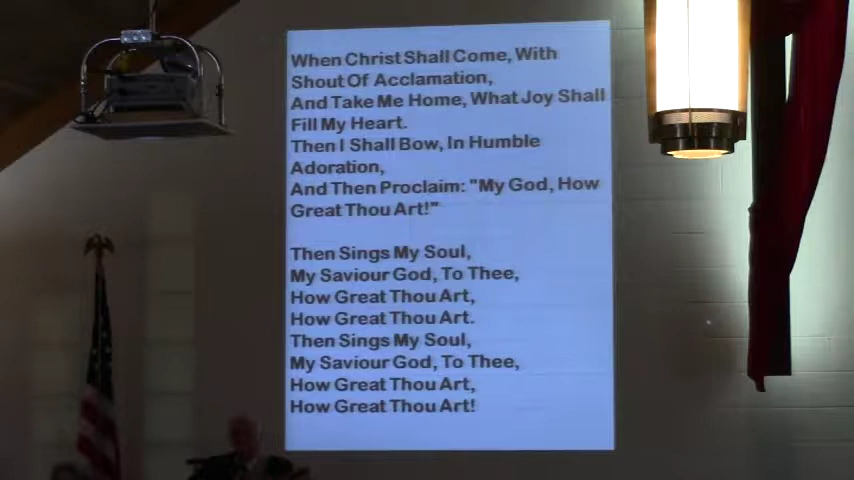 When Christ Shall Come, With
Shout Of Acclamation,
And Take Me Home, What Joy Shall
Fill My Heart.
Then I Shall Bow, In Humble
Adoration,
And Then Proclaim: "My God, How
Great Thou Art!"
Then Sings My Soul,
My Saviour God, To Thee,
How Great Thou Art,
How Great Thou Art.
Then Sings My Soul,
My Saviour God, To Thee,
How Great Thou Art,
How Great Thou Art!